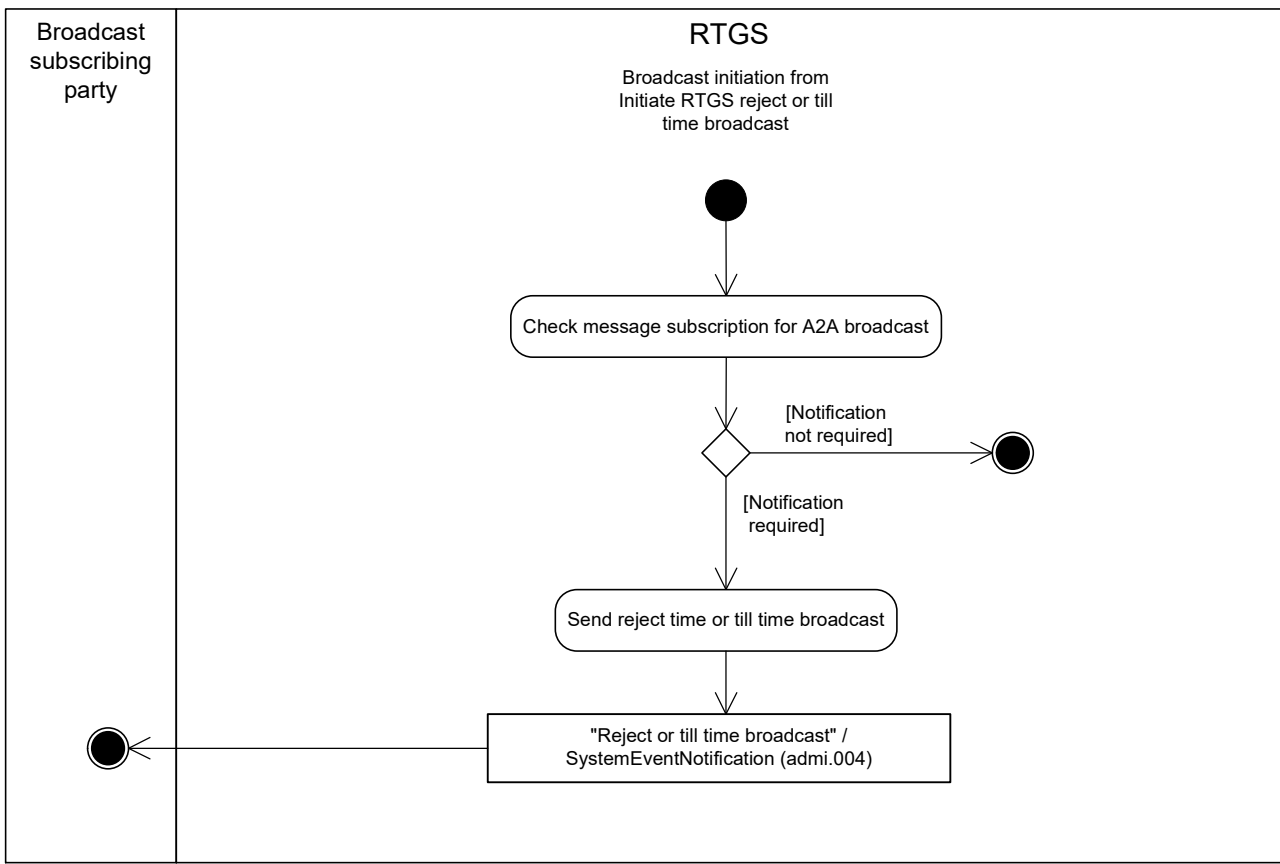 Broadcast
subscribing
party
RTGS
Broadcast initiation from
Initiate RTGS reject or till
time broadcast
Check message subscription for A2A broadcast
[Notification
not required]
[Notification
required]
Send reject time or till time broadcast
"Reject or till time broadcast" /
SystemEventNotification (admi.004)